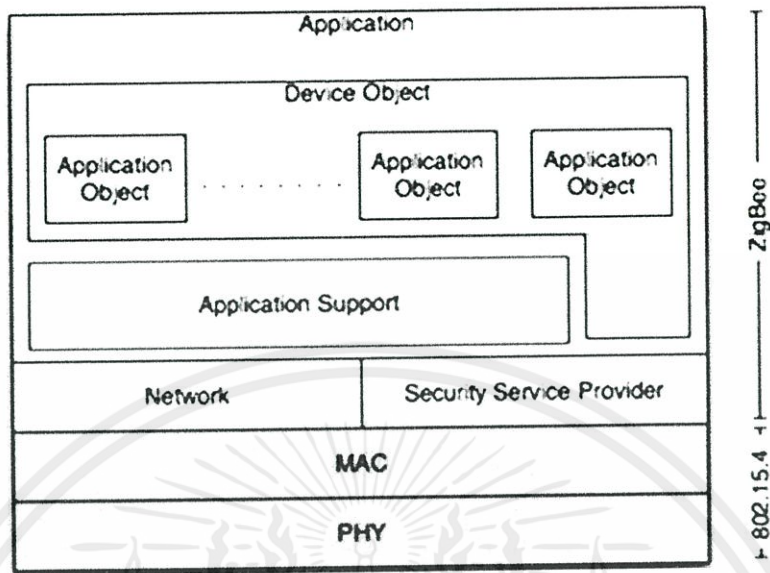 Application
Device Object
Application
Object
Application
Object
Application
Object
Application Support
Network
Security Service Provider
MAC
PHY
ZigBee
802.15.4